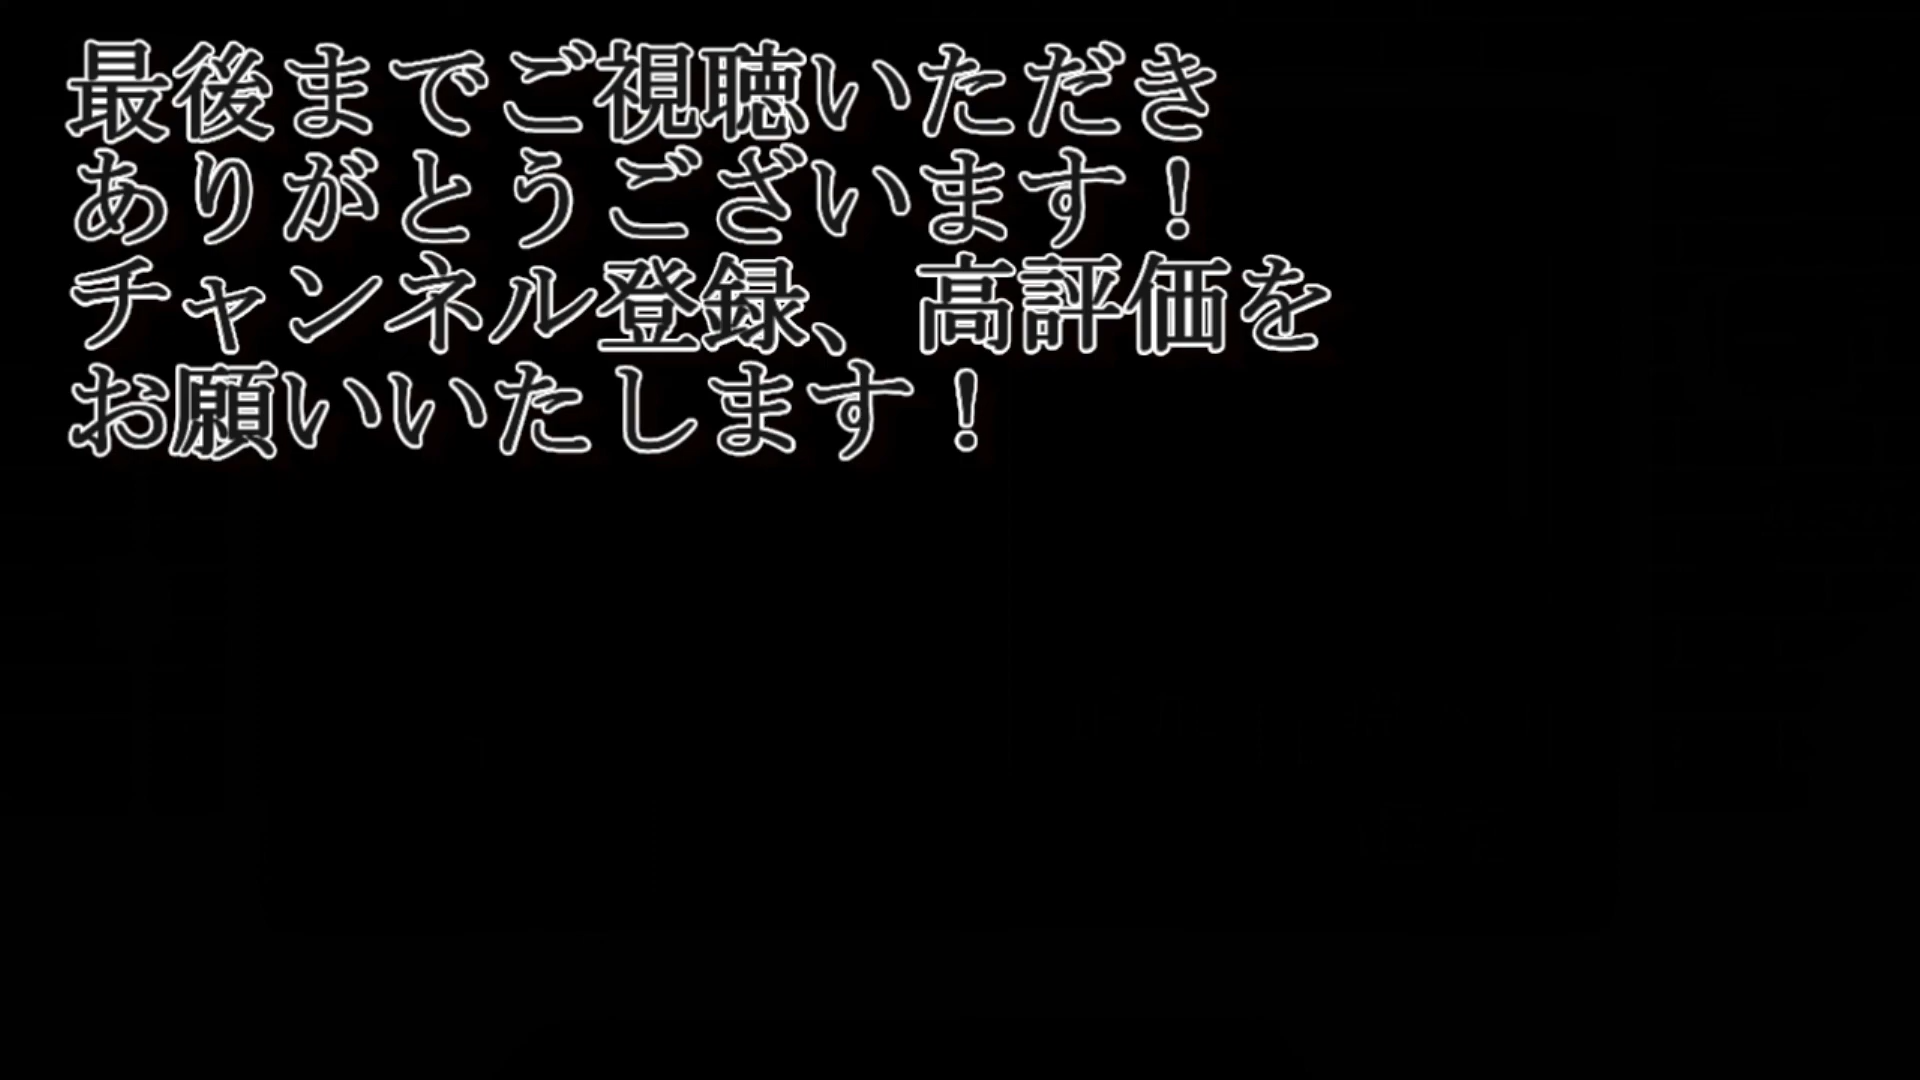 最後までご視聴いただき
ありがとうございます！
チャンネル登録、高評価を
お願いいたします！